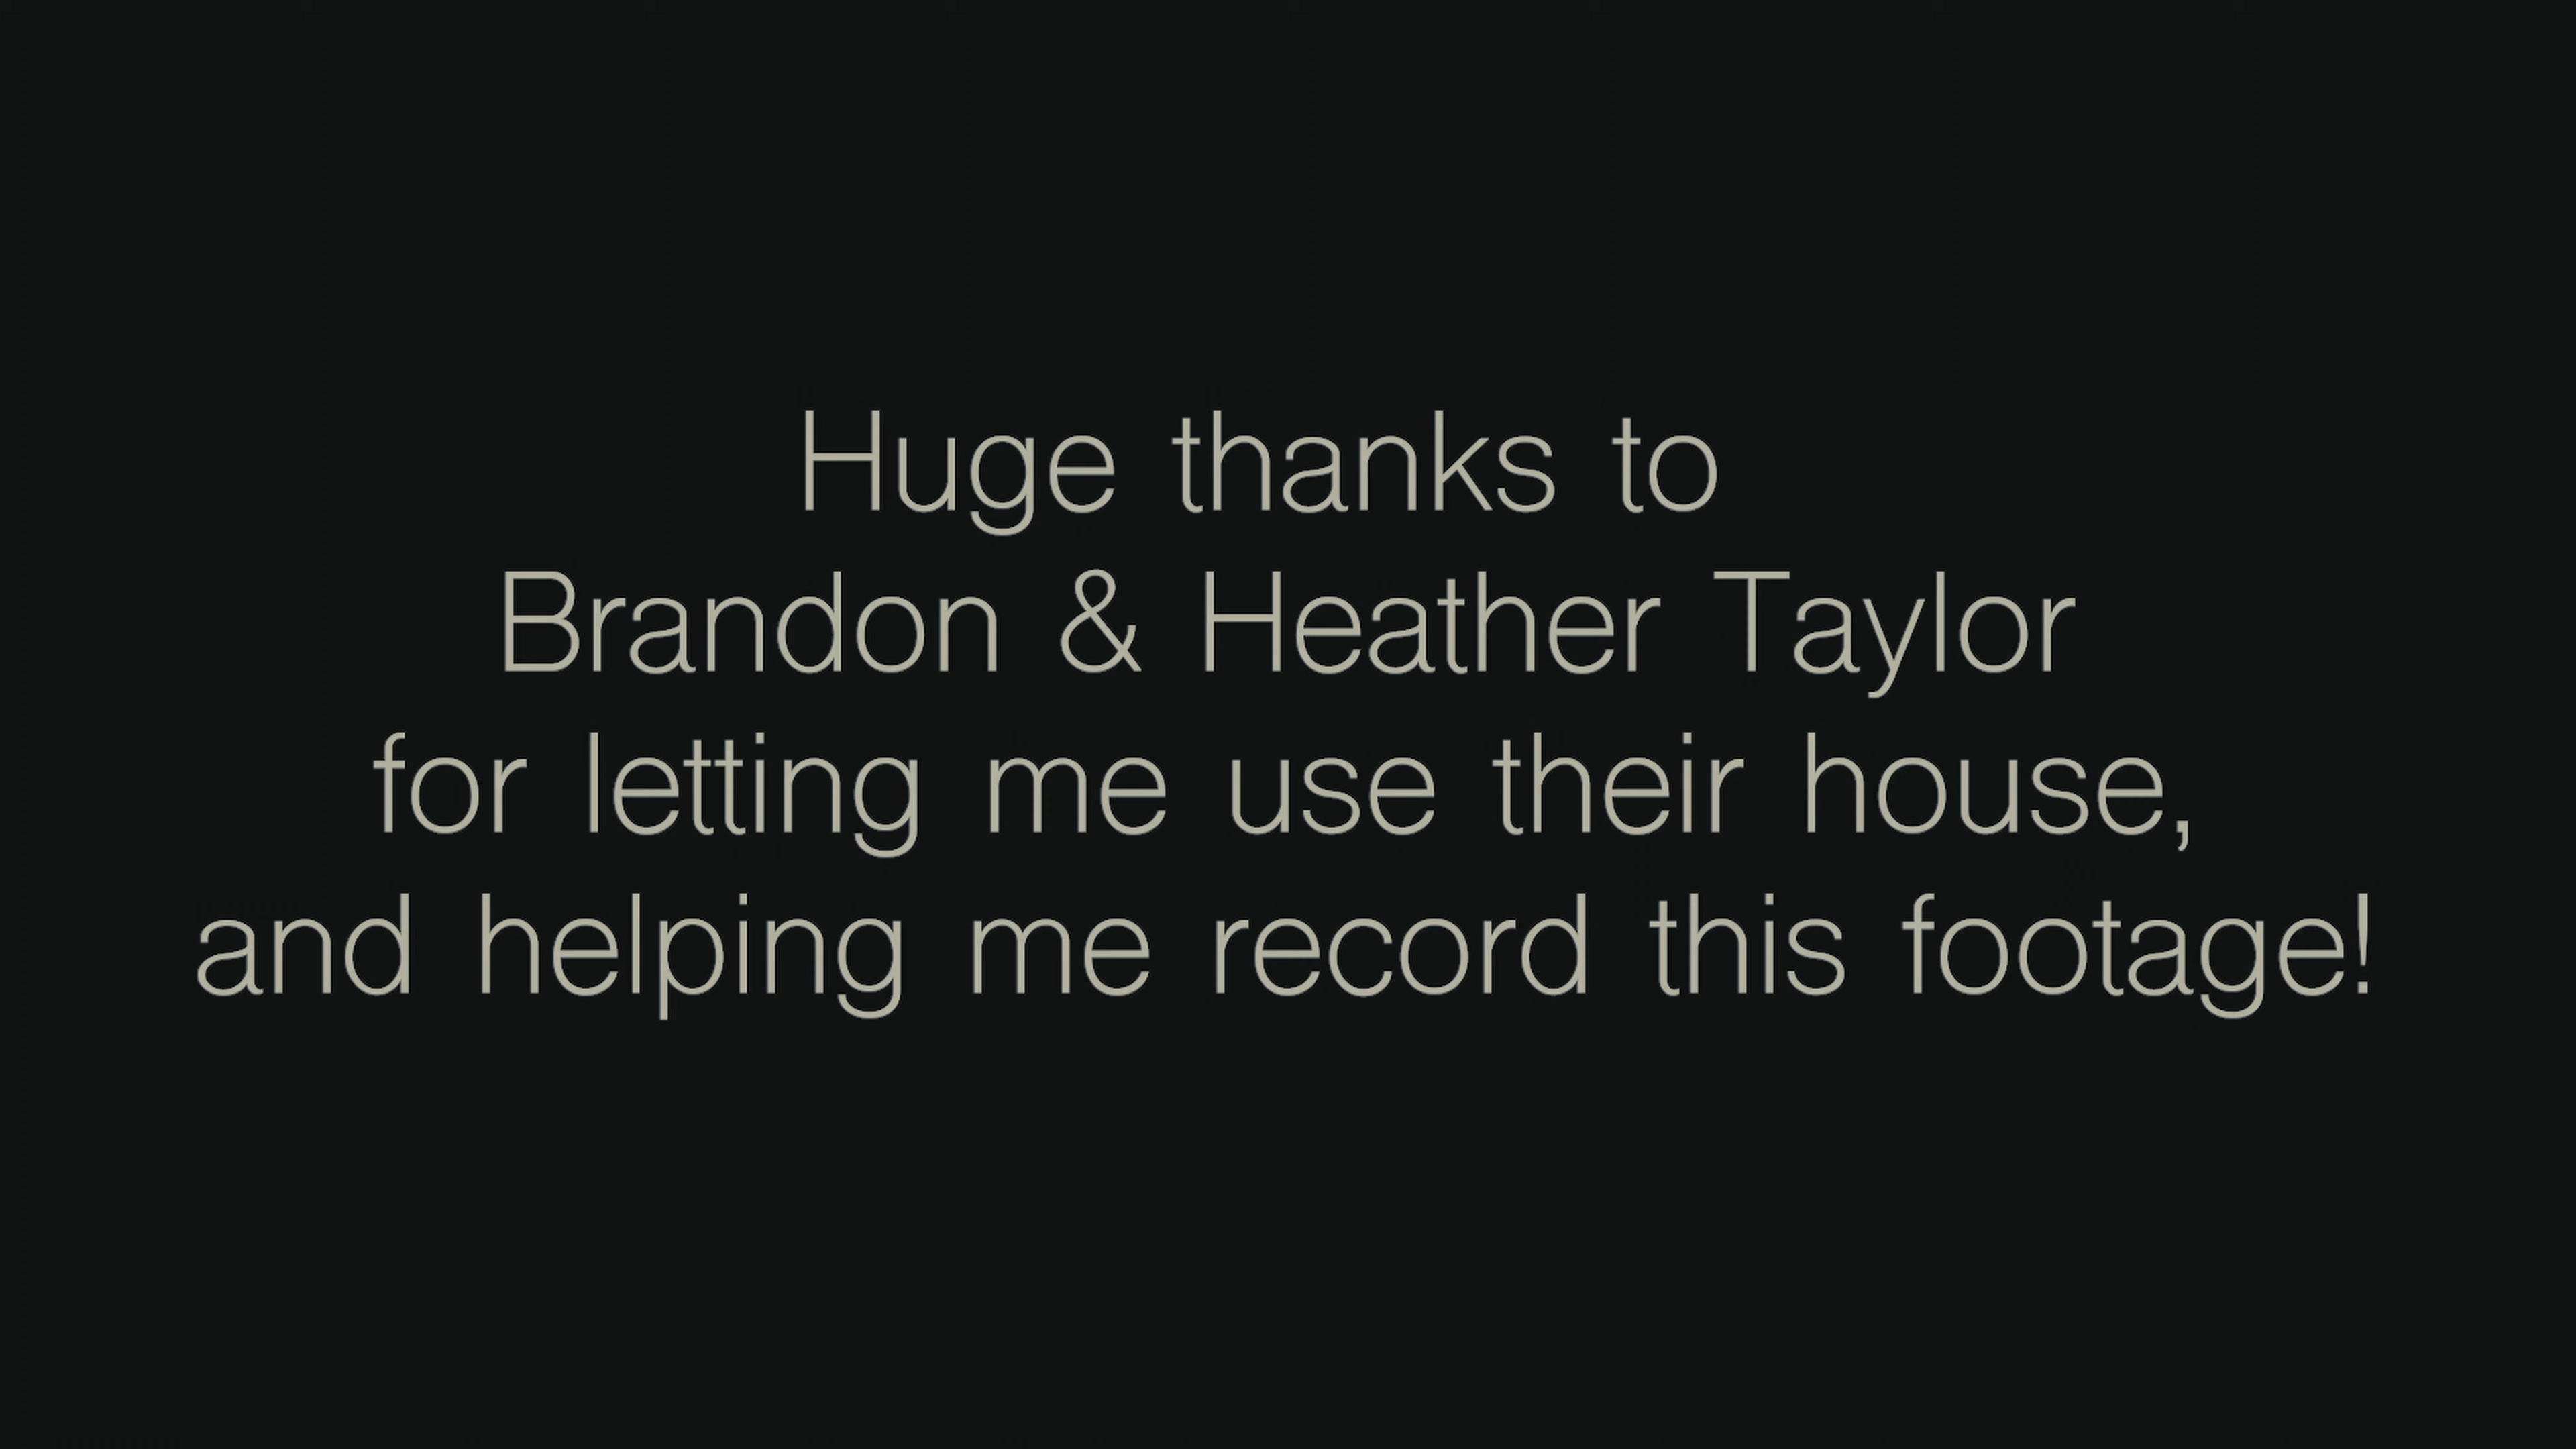 Huge thanks to
Brandon & Heather Taylor
for letting me use their house,
and helping me record this footage!